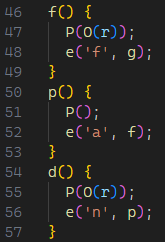 46 f() {
47   P(O(r));
48   e('f', g);
49 }
50 p() {
51   P();
52   e('a', f);
53 }
54 d() {
55   P(O(r));
56   e('n', p);
57 }